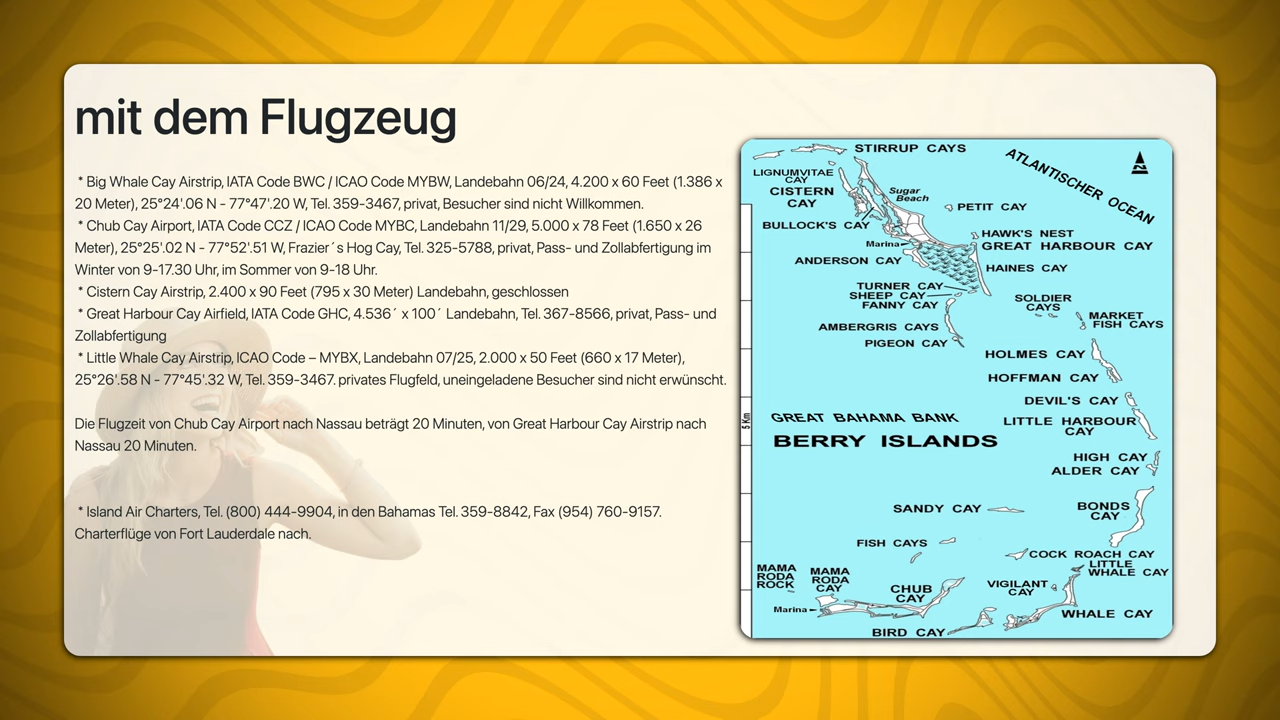 mit dem Flugzeug
* Big Whale Cay Airstrip, IATA Code BWC / ICAO Code MYBW, Landebahn 06/24, 4.200 x 60 Feet (1.386 x
20 Meter), 25°24'.06 N - 77°47'.20 W, Tel. 359-3467, privat, Besucher sind nicht Willkommen.
* Chub Cay Airport, IATA Code CCZ / ICAO Code MYBC, Landebahn 11/29, 5.000 x 78 Feet (1.650 x 26
Meter), 25°25'.02 N - 77°52'.51 W, Frazier´s Hog Cay, Tel. 325-5788, privat, Pass- und Zollabfertigung im
Winter von 9-17.30 Uhr, im Sommer von 9-18 Uhr.
* Cistern Cay Airstrip, 2.400 x 90 Feet (795 x 30 Meter) Landebahn, geschlossen
* Great Harbour Cay Airfield, IATA Code GHC, 4.536´ x 100´ Landebahn, Tel. 367-8566, privat, Pass- und
Zollabfertigung
* Little Whale Cay Airstrip, ICAO Code – MYBX, Landebahn 07/25, 2.000 x 50 Feet (660 x 17 Meter),
25°26'.58 N - 77°45'.32 W, Tel. 359-3467. privates Flugfeld, uneingeladene Besucher sind nicht erwünscht.
Die Flugzeit von Chub Cay Airport nach Nassau beträgt 20 Minuten, von Great Harbour Cay Airstrip nach
Nassau 20 Minuten.
* Island Air Charters, Tel. (800) 444-9904, in den Bahamas Tel. 359-8842, Fax (954) 760-9157.
Charterflüge von Fort Lauderdale nach.
STIRRUP CAYS
ATLANTISCHER OCEAN
N
LIGNUMVITAE
CAY
CISTERN
CAY
Sugar
Beach
PETIT CAY
BULLOCK'S CAY
HAWK'S NEST
Marina
GREAT HARBOUR CAY
ANDERSON CAY
HAINES CAY
TURNER CAY
SHEEP CAY
FANNY CAY
SOLDIER
CAYS
MARKET
FISH CAYS
AMBERGRIS CAYS
PIGEON CAY
HOLMES CAY
HOFFMAN CAY
DEVIL'S CAY
5 Km
GREAT BAHAMA BANK
LITTLE HARBOUR
CAY
BERRY ISLANDS
HIGH CAY
ALDER CAY
SANDY CAY
BONDS
CAY
FISH CAYS
COCK ROACH CAY
LITTLE
WHALE CAY
MAMA
RODA
ROCK
MAMA
RODA
CAY
CHUB
CAY
VIGILANT
CAY
Marina
WHALE CAY
BIRD CAY